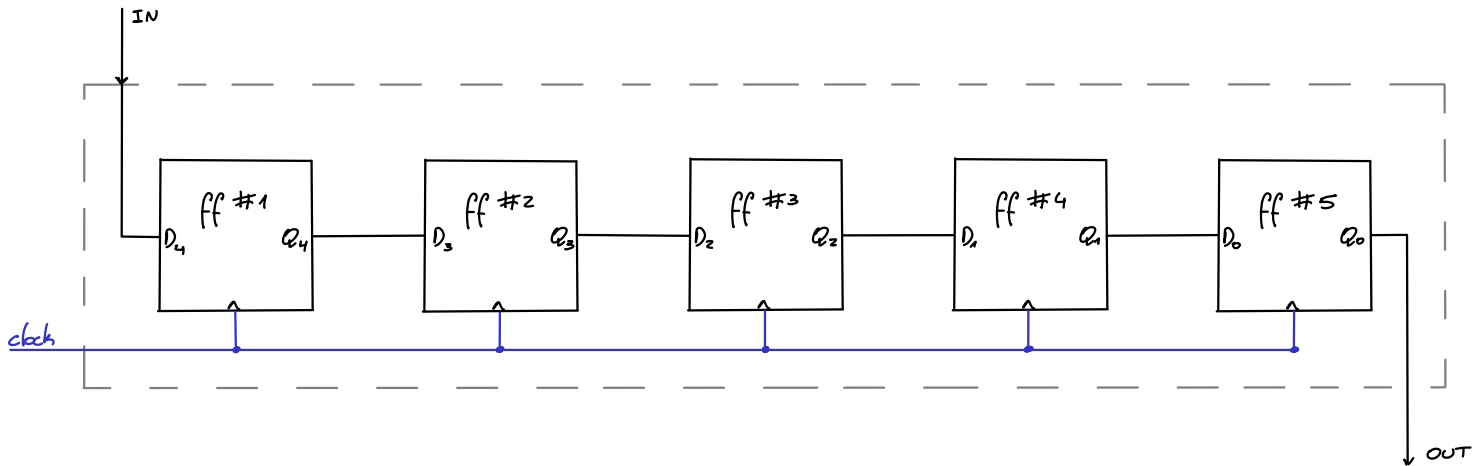 IN
ff #1
ff #2
ff #3
ff #4
ff #5
D₄
Q₄
D₃
Q₃
D₂
Q₂
D₁
Q₁
D₀
Q₀
clock
OUT